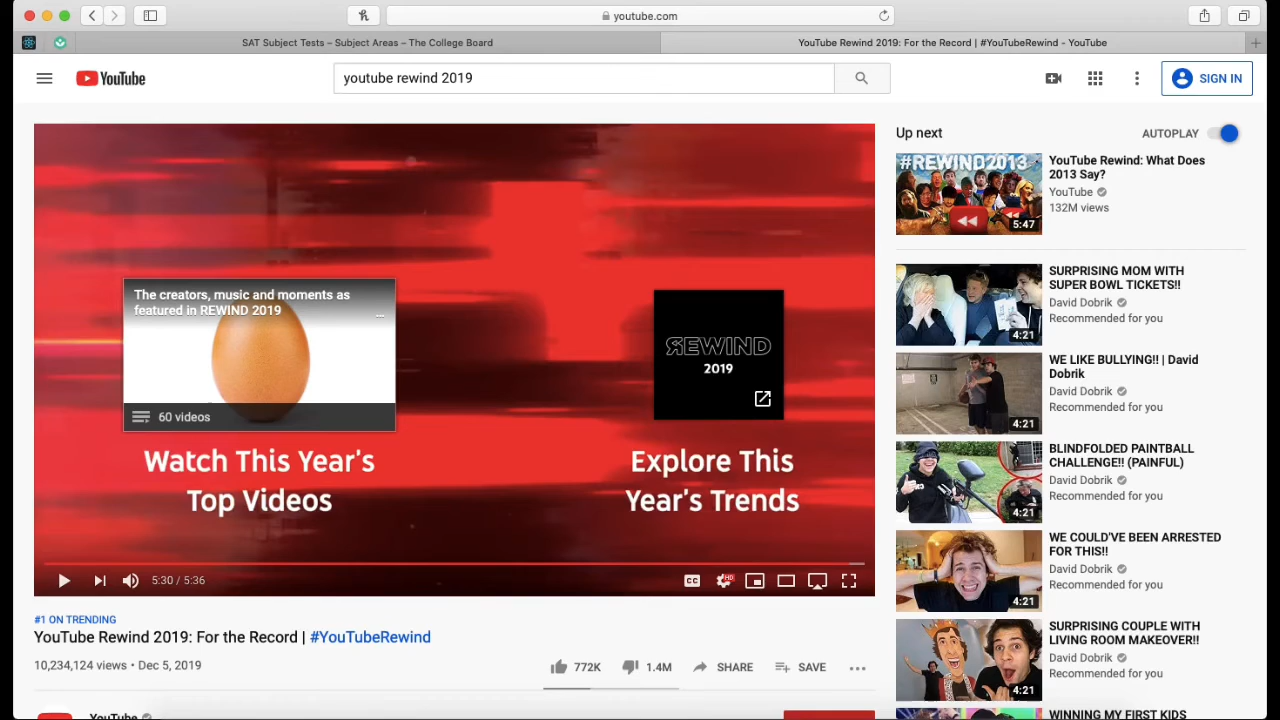 youtube.com
SAT Subject Tests – Subject Areas – The College Board
YouTube Rewind 2019: For the Record | #YouTubeRewind - YouTube
YouTube
youtube rewind 2019
SIGN IN
The creators, music and moments as
featured in REWIND 2019
60 videos
Watch This Year's
Top Videos
REWIND
2019
Explore This
Year's Trends
5:30 / 5:36
CC
HD
#1 ON TRENDING
YouTube Rewind 2019: For the Record | #YouTubeRewind
10,234,124 views • Dec 5, 2019
772K
1.4M
SHARE
SAVE
YouTube
Up next
AUTOPLAY
#REWIND2013
5:47
YouTube Rewind: What Does
2013 Say?
YouTube
132M views
4:21
SURPRISING MOM WITH
SUPER BOWL TICKETS!!
David Dobrik
Recommended for you
4:21
WE LIKE BULLYING!! | David
Dobrik
David Dobrik
Recommended for you
4:21
BLINDFOLDED PAINTBALL
CHALLENGE!! (PAINFUL)
David Dobrik
Recommended for you
4:21
WE COULD'VE BEEN ARRESTED
FOR THIS!!
David Dobrik
Recommended for you
4:21
SURPRISING COUPLE WITH
LIVING ROOM MAKEOVER!!
David Dobrik
Recommended for you
4:21
WINNING MY FIRST KIDS